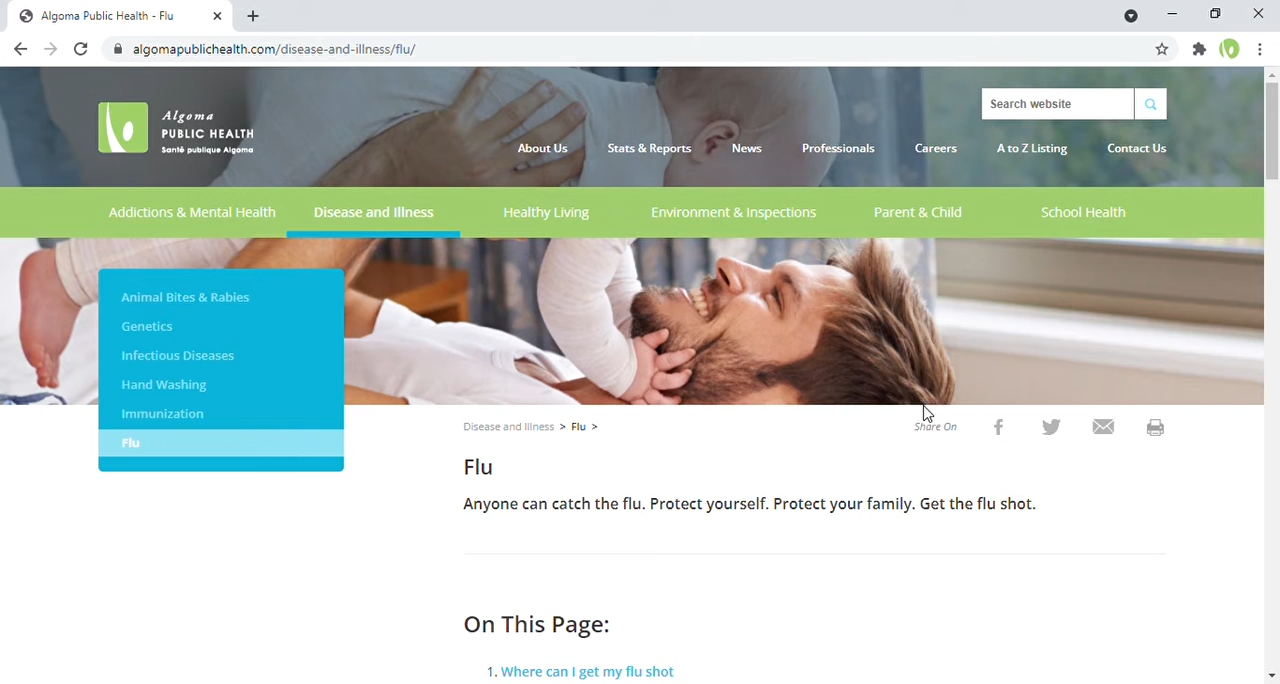 Algoma Public Health - Flu
algomapublichealth.com/disease-and-illness/flu/
Algoma
PUBLIC HEALTH
Santé publique Algoma
Search website
About Us
Stats & Reports
News
Professionals
Careers
A to Z Listing
Contact Us
Addictions & Mental Health
Disease and Illness
Healthy Living
Environment & Inspections
Parent & Child
School Health
Animal Bites & Rabies
Genetics
Infectious Diseases
Hand Washing
Immunization
Flu
Disease and Illness > Flu >
Share On
Flu
Anyone can catch the flu. Protect yourself. Protect your family. Get the flu shot.
On This Page:
1. Where can I get my flu shot